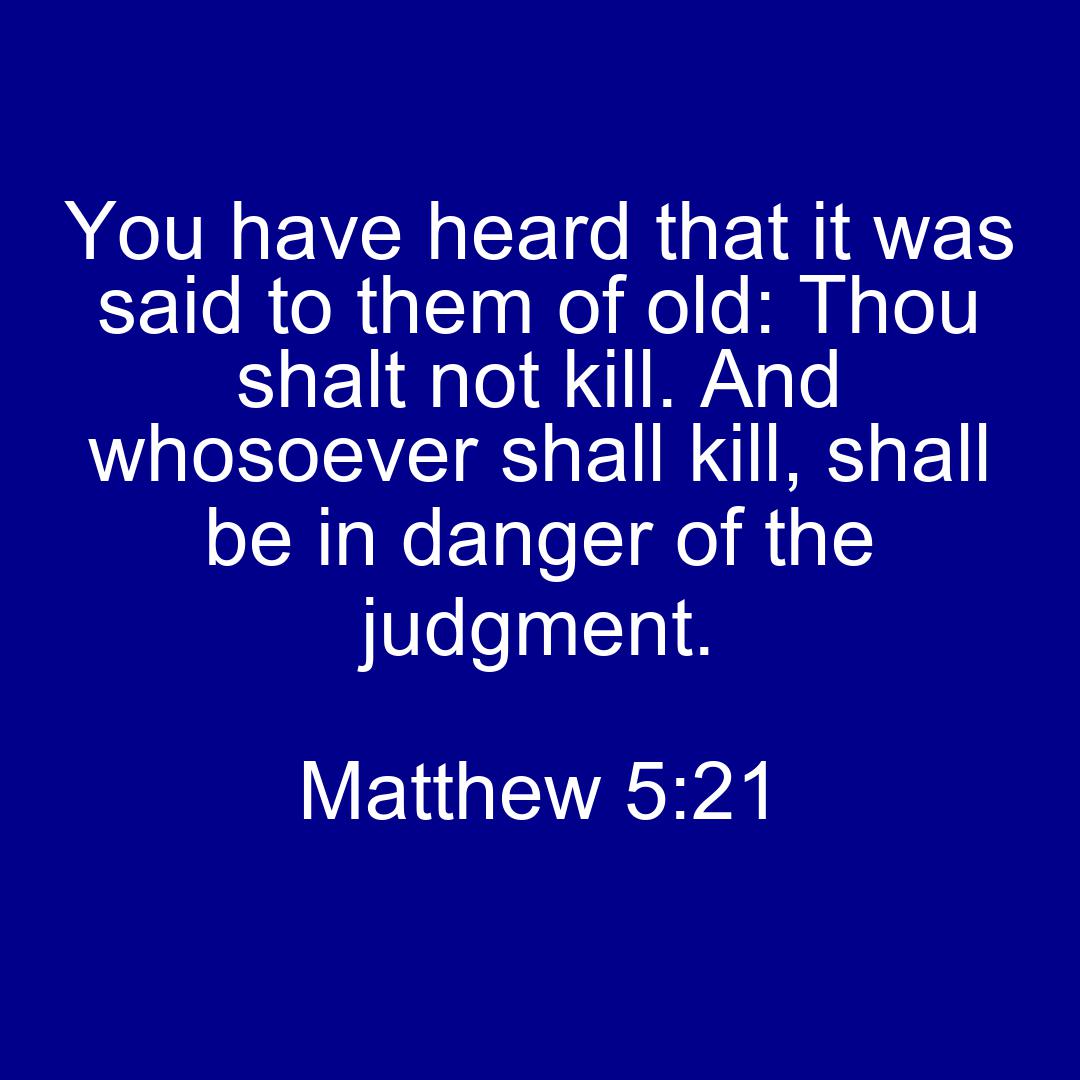 You have heard that it was
said to them of old: Thou
shalt not kill. And
whosoever shall kill, shall
be in danger of the
judgment.
Matthew 5:21